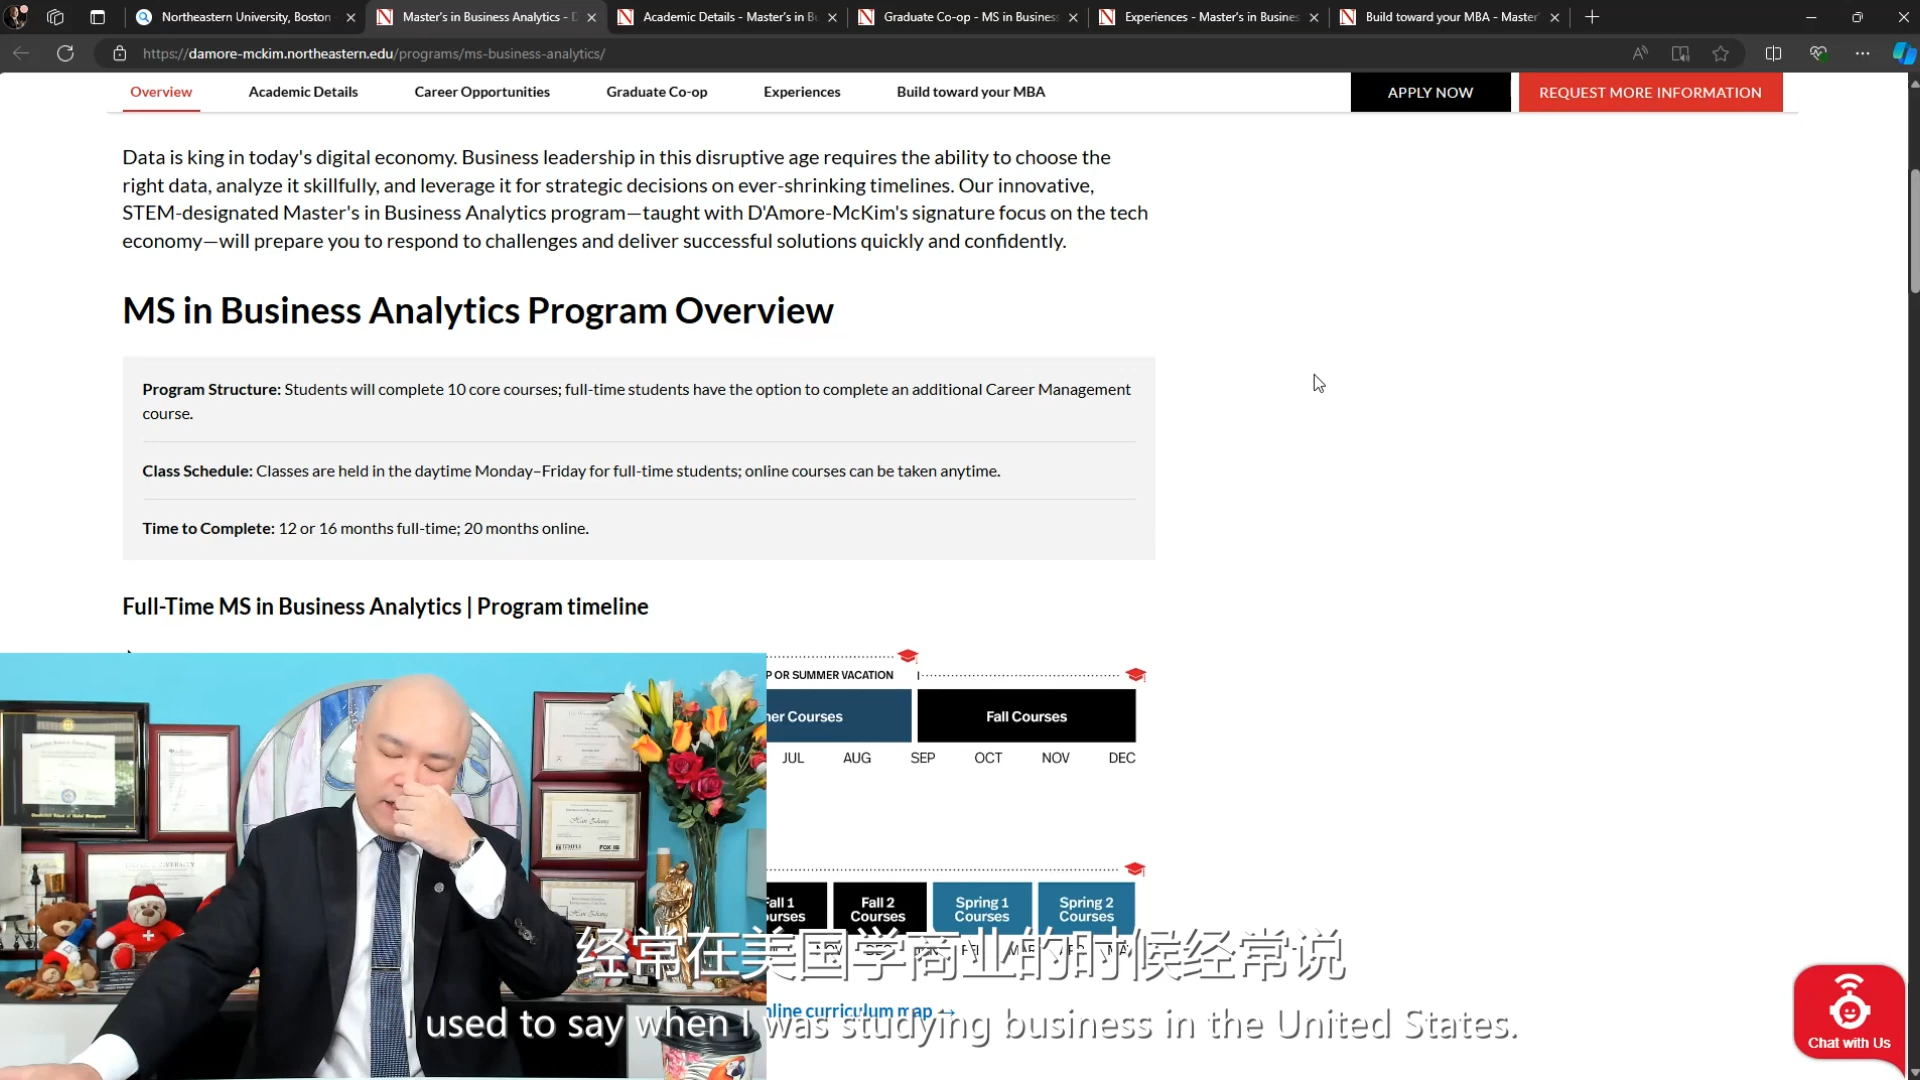 Northeastern University, Boston
Master's in Business Analytics - D
Academic Details - Master's in Bu
Graduate Co-op - MS in Business
Experiences - Master's in Busines
Build toward your MBA - Master'
https://damore-mckim.northeastern.edu/programs/ms-business-analytics/
Overview
Academic Details
Career Opportunities
Graduate Co-op
Experiences
Build toward your MBA
APPLY NOW
REQUEST MORE INFORMATION
Data is king in today's digital economy. Business leadership in this disruptive age requires the ability to choose the
right data, analyze it skillfully, and leverage it for strategic decisions on ever-shrinking timelines. Our innovative,
STEM-designated Master's in Business Analytics program—taught with D'Amore-McKim's signature focus on the tech
economy—will prepare you to respond to challenges and deliver successful solutions quickly and confidently.
MS in Business Analytics Program Overview
Program Structure: Students will complete 10 core courses; full-time students have the option to complete an additional Career Management
course.
Class Schedule: Classes are held in the daytime Monday–Friday for full-time students; online courses can be taken anytime.
Time to Complete: 12 or 16 months full-time; 20 months online.
Full-Time MS in Business Analytics | Program timeline
P OR SUMMER VACATION
ner Courses
Fall Courses
JUL AUG SEP OCT NOV DEC
Fall 1
Courses
Fall 2
Courses
Spring 1
Courses
Spring 2
Courses
经常在美国学商业的时候经常说
nline curriculum map →
I used to say when I was studying business in the United States.
TEMPLE
FOX
Chat with Us